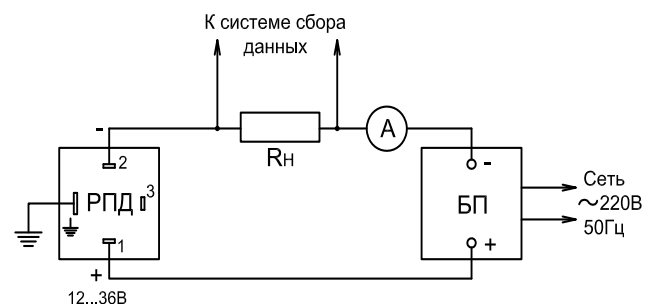 К системе сбора
данных
А
-
Rн
2
-
РПД
3
БП
Сеть
~220В
50Гц
1
+
+
12...36В